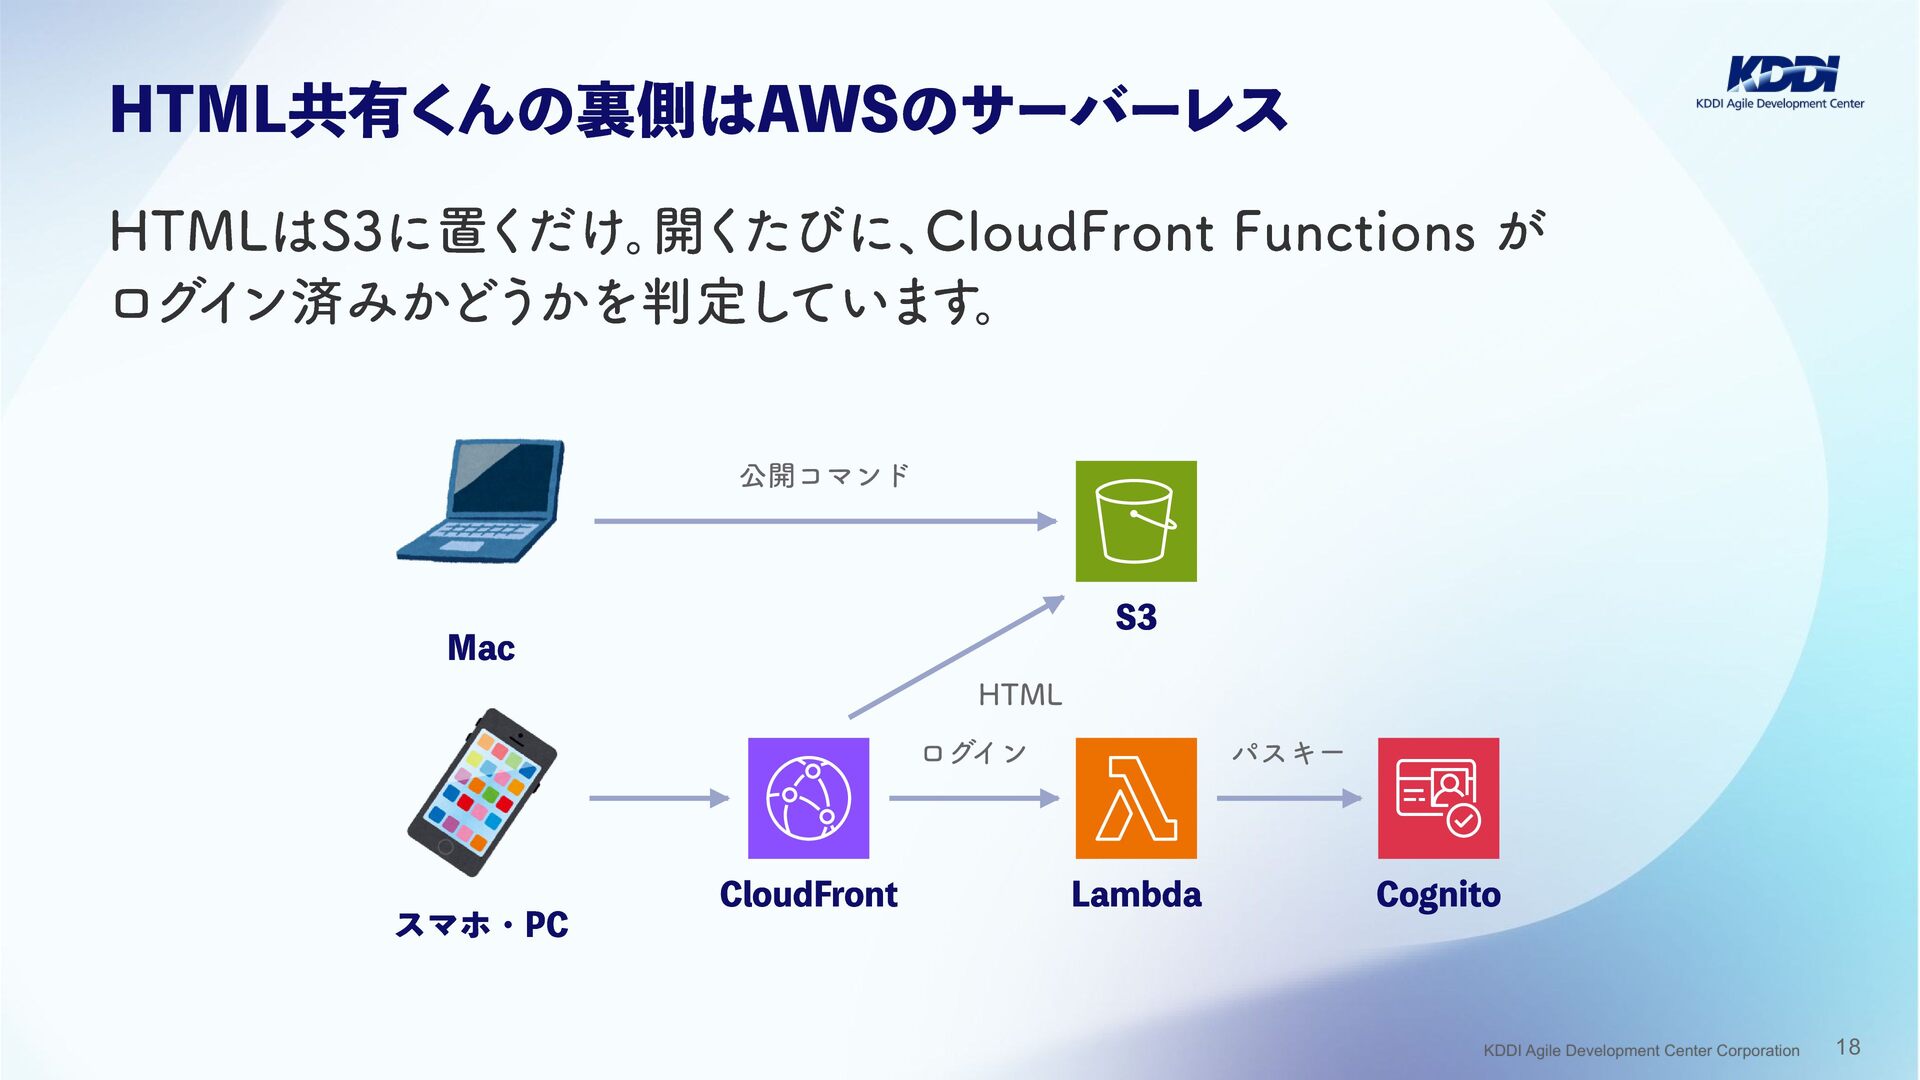 HTML共有くんの裏側はAWSのサーバーレス
KDDI
KDDI Agile Development Center
HTMLはS3に置くだけ。開くたびに、CloudFront Functions が
ログイン済みかどうかを判定しています。
公開コマンド
S3
Mac
HTML
ログイン
パスキー
CloudFront
Lambda
Cognito
スマホ・PC
KDDI Agile Development Center Corporation
18